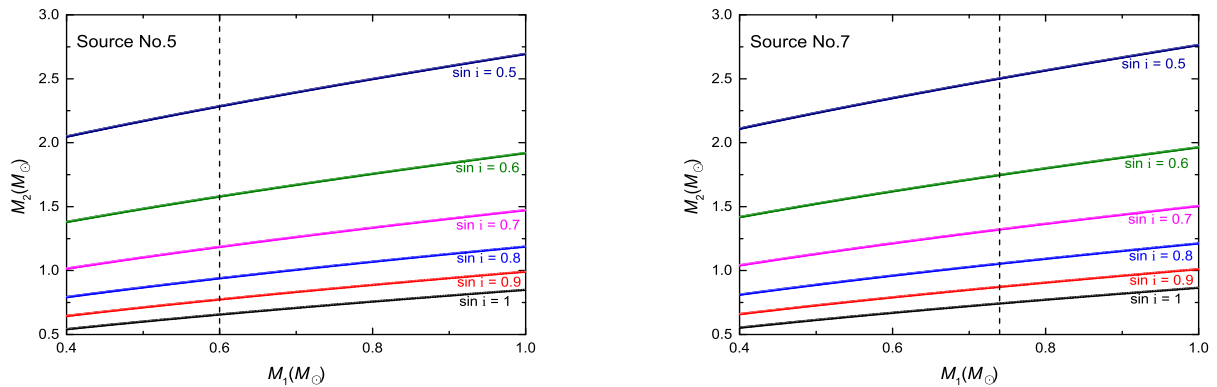 Source No.5
3.0
2.5
2.0
1.5
1.0
0.5
M₂(M☉)
sin i = 0.5
sin i = 0.6
sin i = 0.7
sin i = 0.8
sin i = 0.9
sin i = 1
0.4
0.6
0.8
1.0
M₁(M☉)
Source No.7
3.0
2.5
2.0
1.5
1.0
0.5
M₂(M☉)
sin i = 0.5
sin i = 0.6
sin i = 0.7
sin i = 0.8
sin i = 0.9
sin i = 1
0.4
0.6
0.8
1.0
M₁(M☉)